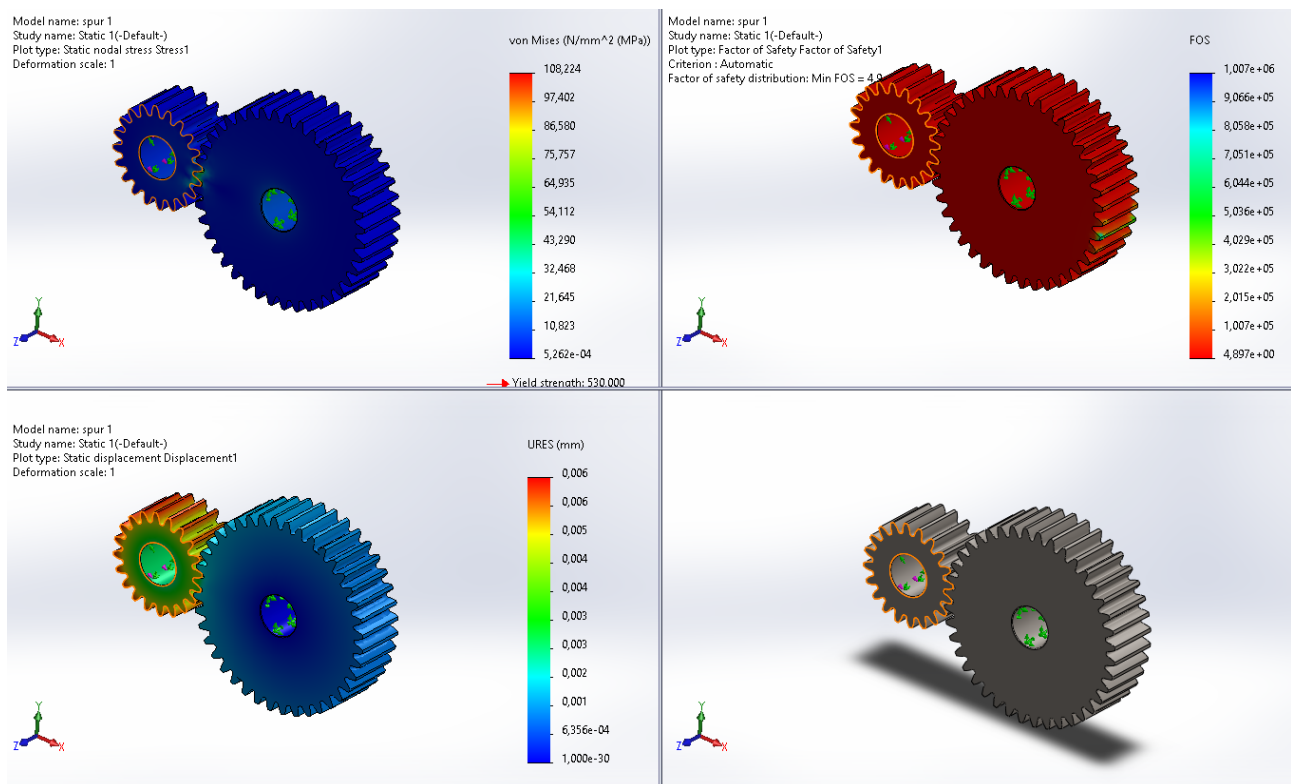 Model name: spur 1
Study name: Static 1(-Default-)
Plot type: Static nodal stress Stress1
Deformation scale: 1
von Mises (N/mm^2 (MPa))
108,224
97,402
86,580
75,757
64,935
54,112
43,290
32,468
21,645
10,823
5,262e-04
Yield strength: 530.000
Y
Z
X
Model name: spur 1
Study name: Static 1(-Default-)
Plot type: Factor of Safety Factor of Safety1
Criterion : Automatic
Factor of safety distribution: Min FOS = 4,9
FOS
1,007e+06
9,066e+05
8,058e+05
7,051e+05
6,044e+05
5,036e+05
4,029e+05
3,022e+05
2,015e+05
1,007e+05
4,897e+00
Y
Z
X
Model name: spur 1
Study name: Static 1(-Default-)
Plot type: Static displacement Displacement1
Deformation scale: 1
URES (mm)
0,006
0,006
0,005
0,004
0,004
0,003
0,003
0,002
0,001
6,356e-04
1,000e-30
Y
Z
X
Y
Z
X